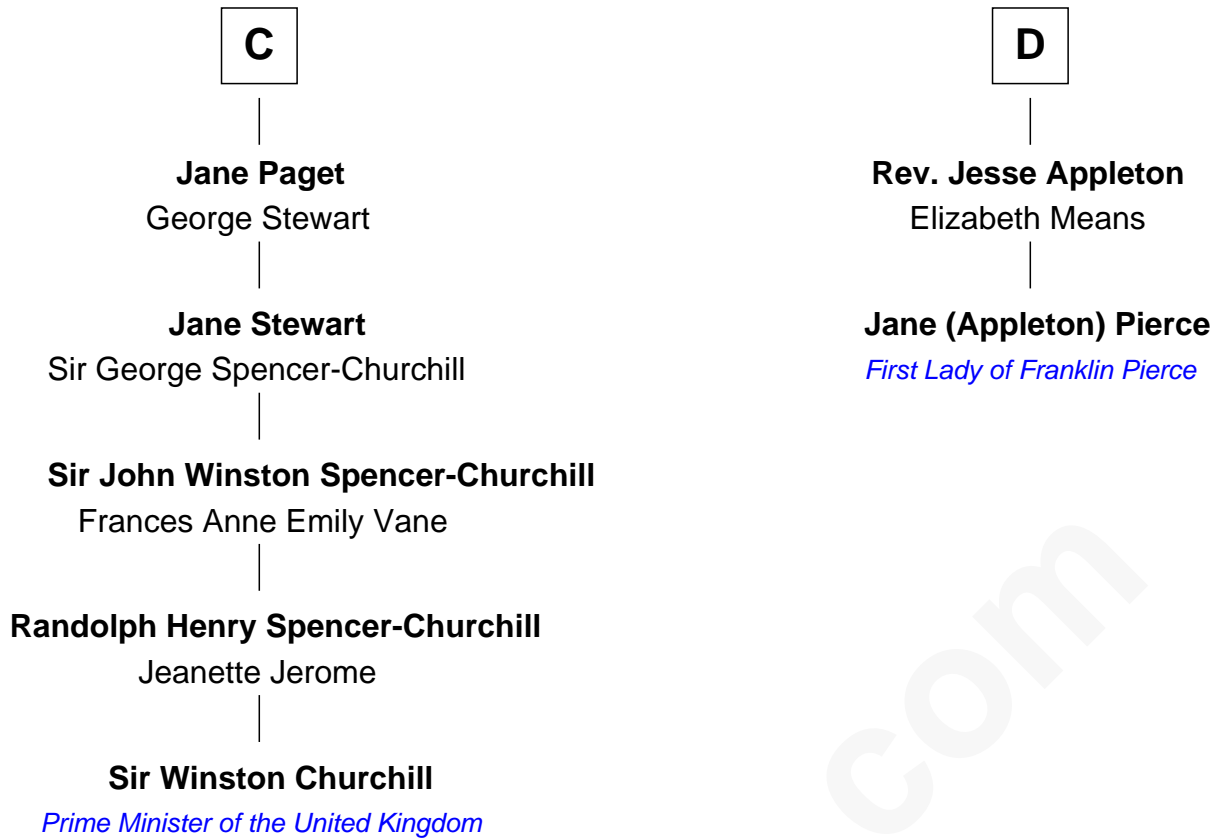 C
Jane Paget
George Stewart
Jane Stewart
Sir George Spencer-Churchill
Sir John Winston Spencer-Churchill
Frances Anne Emily Vane
Randolph Henry Spencer-Churchill
Jeanette Jerome
Sir Winston Churchill
Prime Minister of the United Kingdom
D
Rev. Jesse Appleton
Elizabeth Means
Jane (Appleton) Pierce
First Lady of Franklin Pierce
com